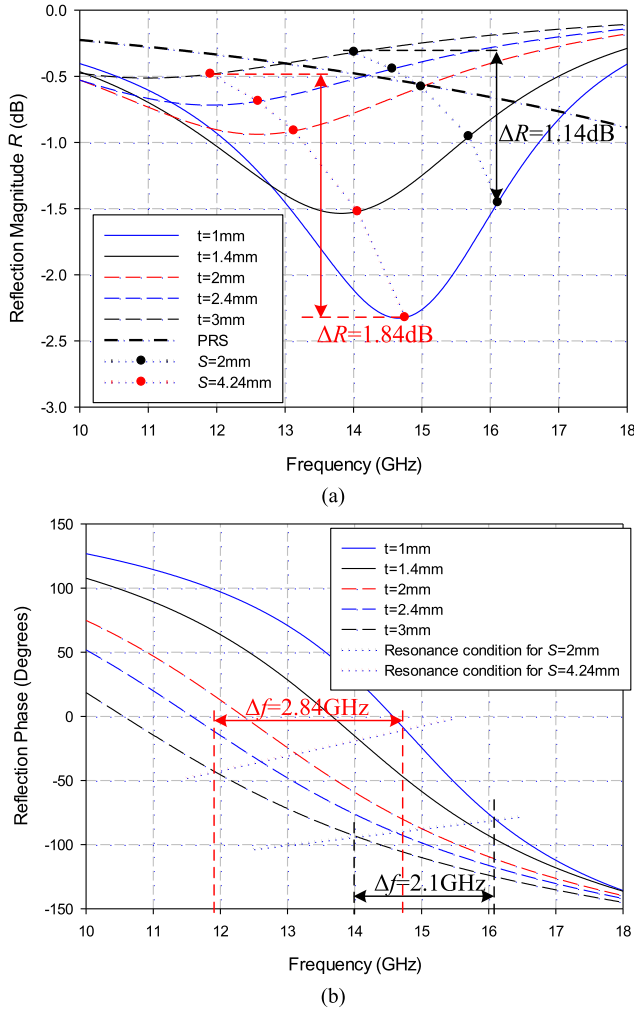 0.0
-0.5
-1.0
-1.5
-2.0
-2.5
-3.0
Reflection Magnitude R (dB)
ΔR=1.14dB
ΔR=1.84dB
t=1mm
t=1.4mm
t=2mm
t=2.4mm
t=3mm
PRS
S=2mm
S=4.24mm
10 11 12 13 14 15 16 17 18
Frequency (GHz)
(a)
150
100
50
0
-50
-100
-150
Reflection Phase (Degrees)
t=1mm
t=1.4mm
t=2mm
t=2.4mm
t=3mm
Resonance condition for S=2mm
Resonance condition for S=4.24mm
Δf=2.84GHz
Δf=2.1GHz
10 11 12 13 14 15 16 17 18
Frequency (GHz)
(b)